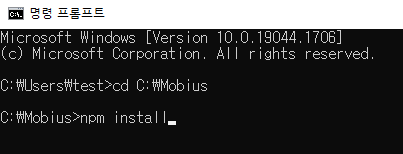 명령 프롬프트
Microsoft Windows [Version 10.0.19044.1706]
(c) Microsoft Corporation. All rights reserved.
C:₩Users₩test>cd C:₩Mobius
C:₩Mobius>npm install